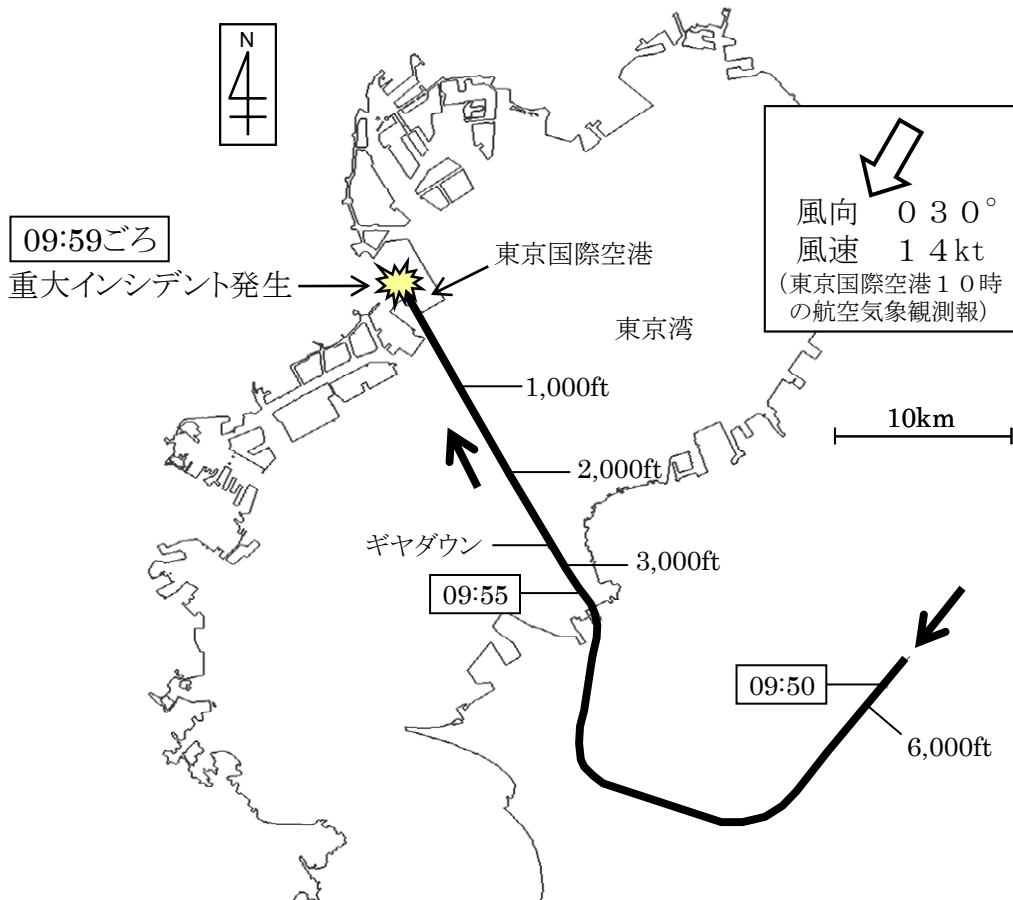 N
風向 030°
風速 14kt
(東京国際空港10時
の航空気象観測報)
09:59ごろ
重大インシデント発生
東京国際空港
東京湾
1,000ft
10km
2,000ft
ギヤダウン
3,000ft
09:55
09:50
6,000ft